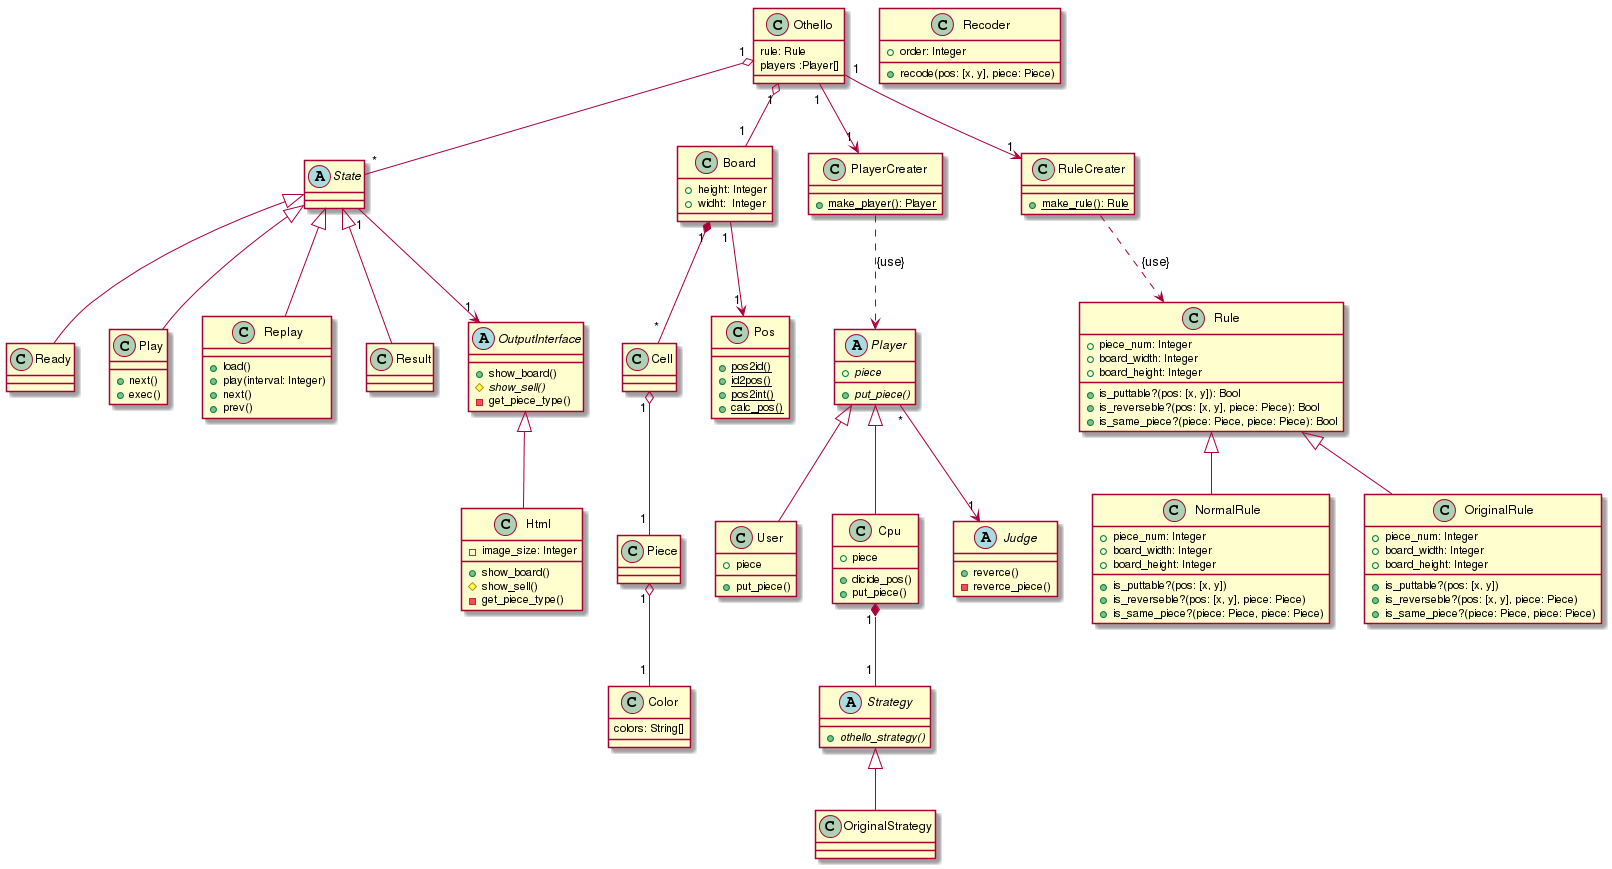 C Othello
rule: Rule
players :Player[]
C Recoder
order: Integer
recode(pos: [x, y], piece: Piece)
1
1
1
1
*
1
1
1
A State
C Board
height: Integer
widht: Integer
C PlayerCreater
make_player(): Player
C RuleCreater
make_rule(): Rule
1
1
1
{use}
{use}
1
*
1
C Ready
C Play
next()
exec()
C Replay
load()
play(interval: Integer)
next()
prev()
C Result
A OutputInterface
show_board()
show_sell()
get_piece_type()
C Cell
C Pos
pos2id()
id2pos()
pos2int()
calc_pos()
A Player
piece
put_piece()
C Rule
piece_num: Integer
board_width: Integer
board_height: Integer
is_puttable?(pos: [x, y]): Bool
is_reverseble?(pos: [x, y], piece: Piece): Bool
is_same_piece?(piece: Piece, piece: Piece): Bool
1
*
1
1
C Html
image_size: Integer
show_board()
show_sell()
get_piece_type()
C Piece
C User
piece
put_piece()
C Cpu
piece
dicide_pos()
put_piece()
A Judge
reverce()
reverce_piece()
C NormalRule
piece_num: Integer
board_width: Integer
board_height: Integer
is_puttable?(pos: [x, y])
is_reverseble?(pos: [x, y], piece: Piece)
is_same_piece?(piece: Piece, piece: Piece)
C OriginalRule
piece_num: Integer
board_width: Integer
board_height: Integer
is_puttable?(pos: [x, y])
is_reverseble?(pos: [x, y], piece: Piece)
is_same_piece?(piece: Piece, piece: Piece)
1
1
1
1
C Color
colors: String[]
A Strategy
othello_strategy()
C OriginalStrategy